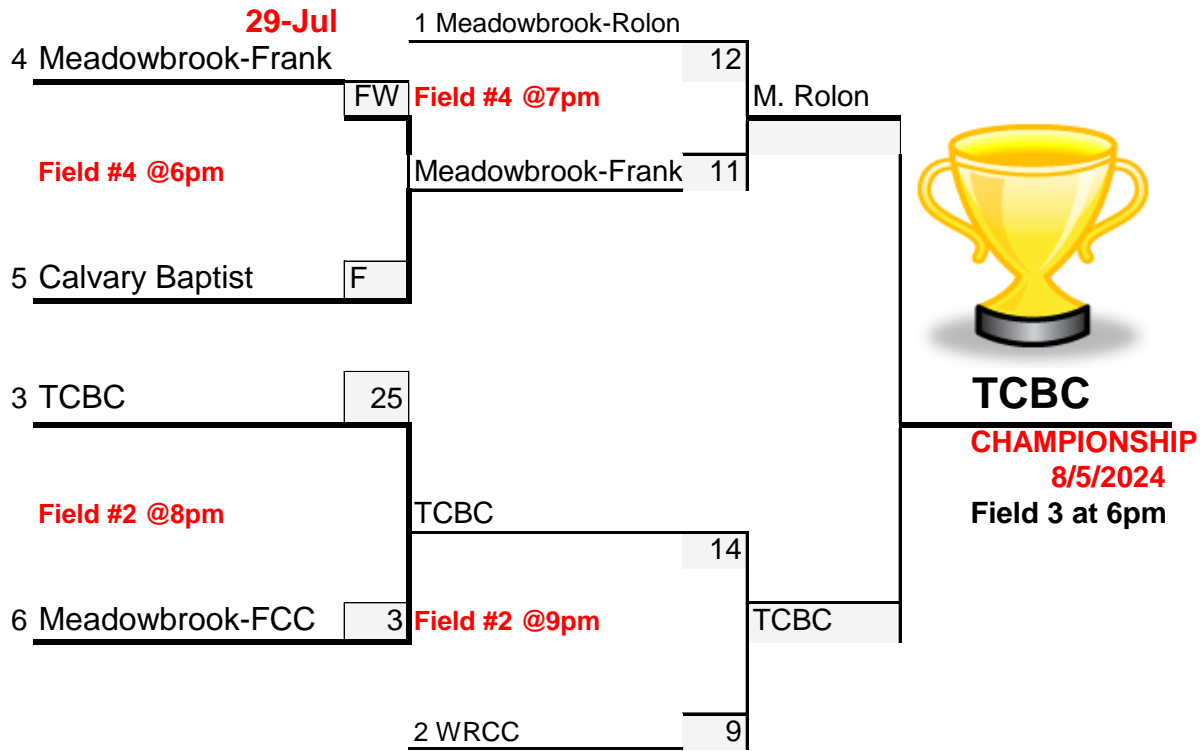 29-Jul
1 Meadowbrook-Rolon
4 Meadowbrook-Frank
12
FW
Field #4 @7pm
M. Rolon
Field #4 @6pm
Meadowbrook-Frank 11
5 Calvary Baptist F
3 TCBC 25
TCBC
CHAMPIONSHIP
8/5/2024
Field #2 @8pm
TCBC
Field 3 at 6pm
14
6 Meadowbrook-FCC 3
Field #2 @9pm
TCBC
2 WRCC 9